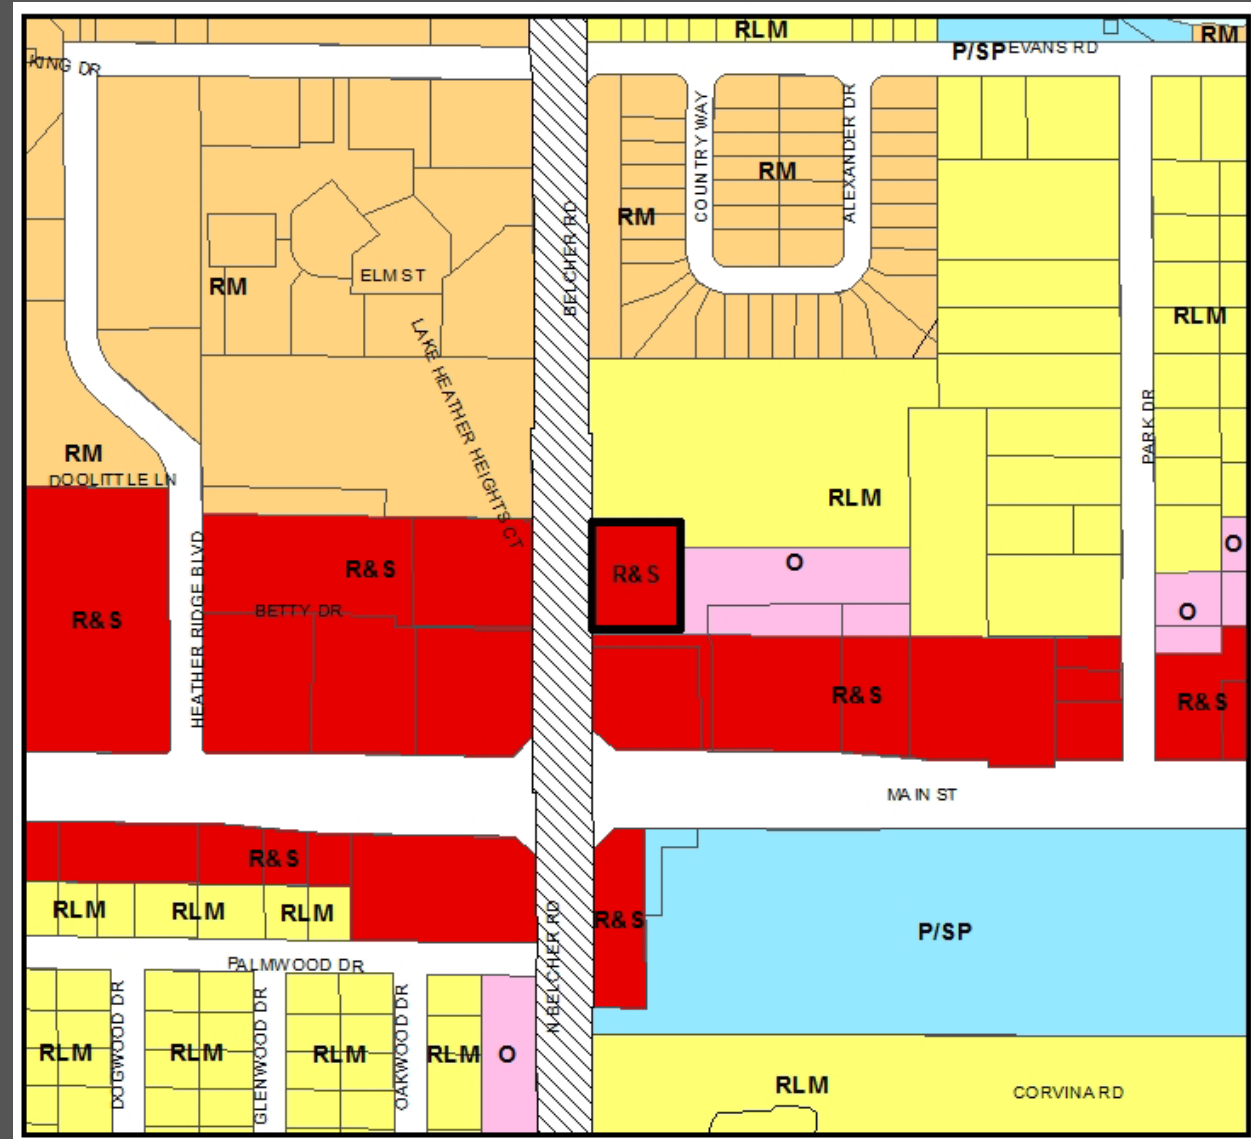 RLM
RM
P/SP
EVANS RD
KING DR
COUNTRY WAY
ALEXANDER DR
RM
RM
BELCHER RD
ELM ST
RM
RLM
LAKE HEATHER HEIGHTS CT
PARK DR
RM
DOOLITTLE LN
RLM
HEATHER RIDGE BLVD
O
R&S
R&S
O
BETTY DR
O
R&S
R&S
R&S
MAIN ST
R&S
RLM
RLM
RLM
R&S
P/SP
N BELCHER RD
PALMWOOD DR
DOGWOOD DR
GLENWOOD DR
OAKWOOD DR
RLM
RLM
RLM
RLM
O
RLM
CORVINA RD